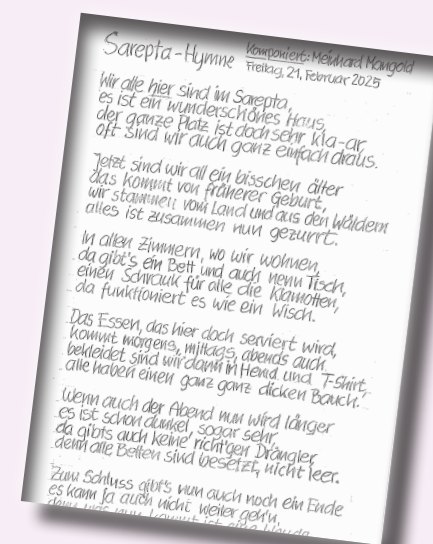 Sarepta-Hymne
Komponiert: Meinhard Mangold
Freitag, 21. Februar 2025
Wir alle hier sind im Sarepta,
es ist ein wunderschönes Haus,
der ganze Platz ist doch sehr kla-ar,
oft sind wir auch ganz einfach draus.
Jetzt sind wir all ein bisschen älter
das kommt von früherer Geburt,
wir stammen vom Land und aus den Wäldern
alles ist zusammen nun gezurrt.
In allen Zimmern, wo wir wohnen,
da gibt's ein Bett und auch nenn Tisch,
einen Schrank für alle die Klamotten,
da funktioniert es wie ein Wisch.
Das Essen, das hier doch serviert wird,
kommt morgens, mittags, abends auch
bekleidet sind wir dann in Hemd und T-Shirt,
alle haben einen ganz ganz dicken Bauch.
Wenn auch der Abend nun wird länger
es ist schon dunkel, sogar sehr,
da gibts auch keine richt'gen Drängler,
denn alle Betten sind besetzt, nicht leer.
Zum Schluss gibt's nun auch noch ein Ende
es kann ja auch nicht weiter geh'n,
denn was nun kommt ist eine